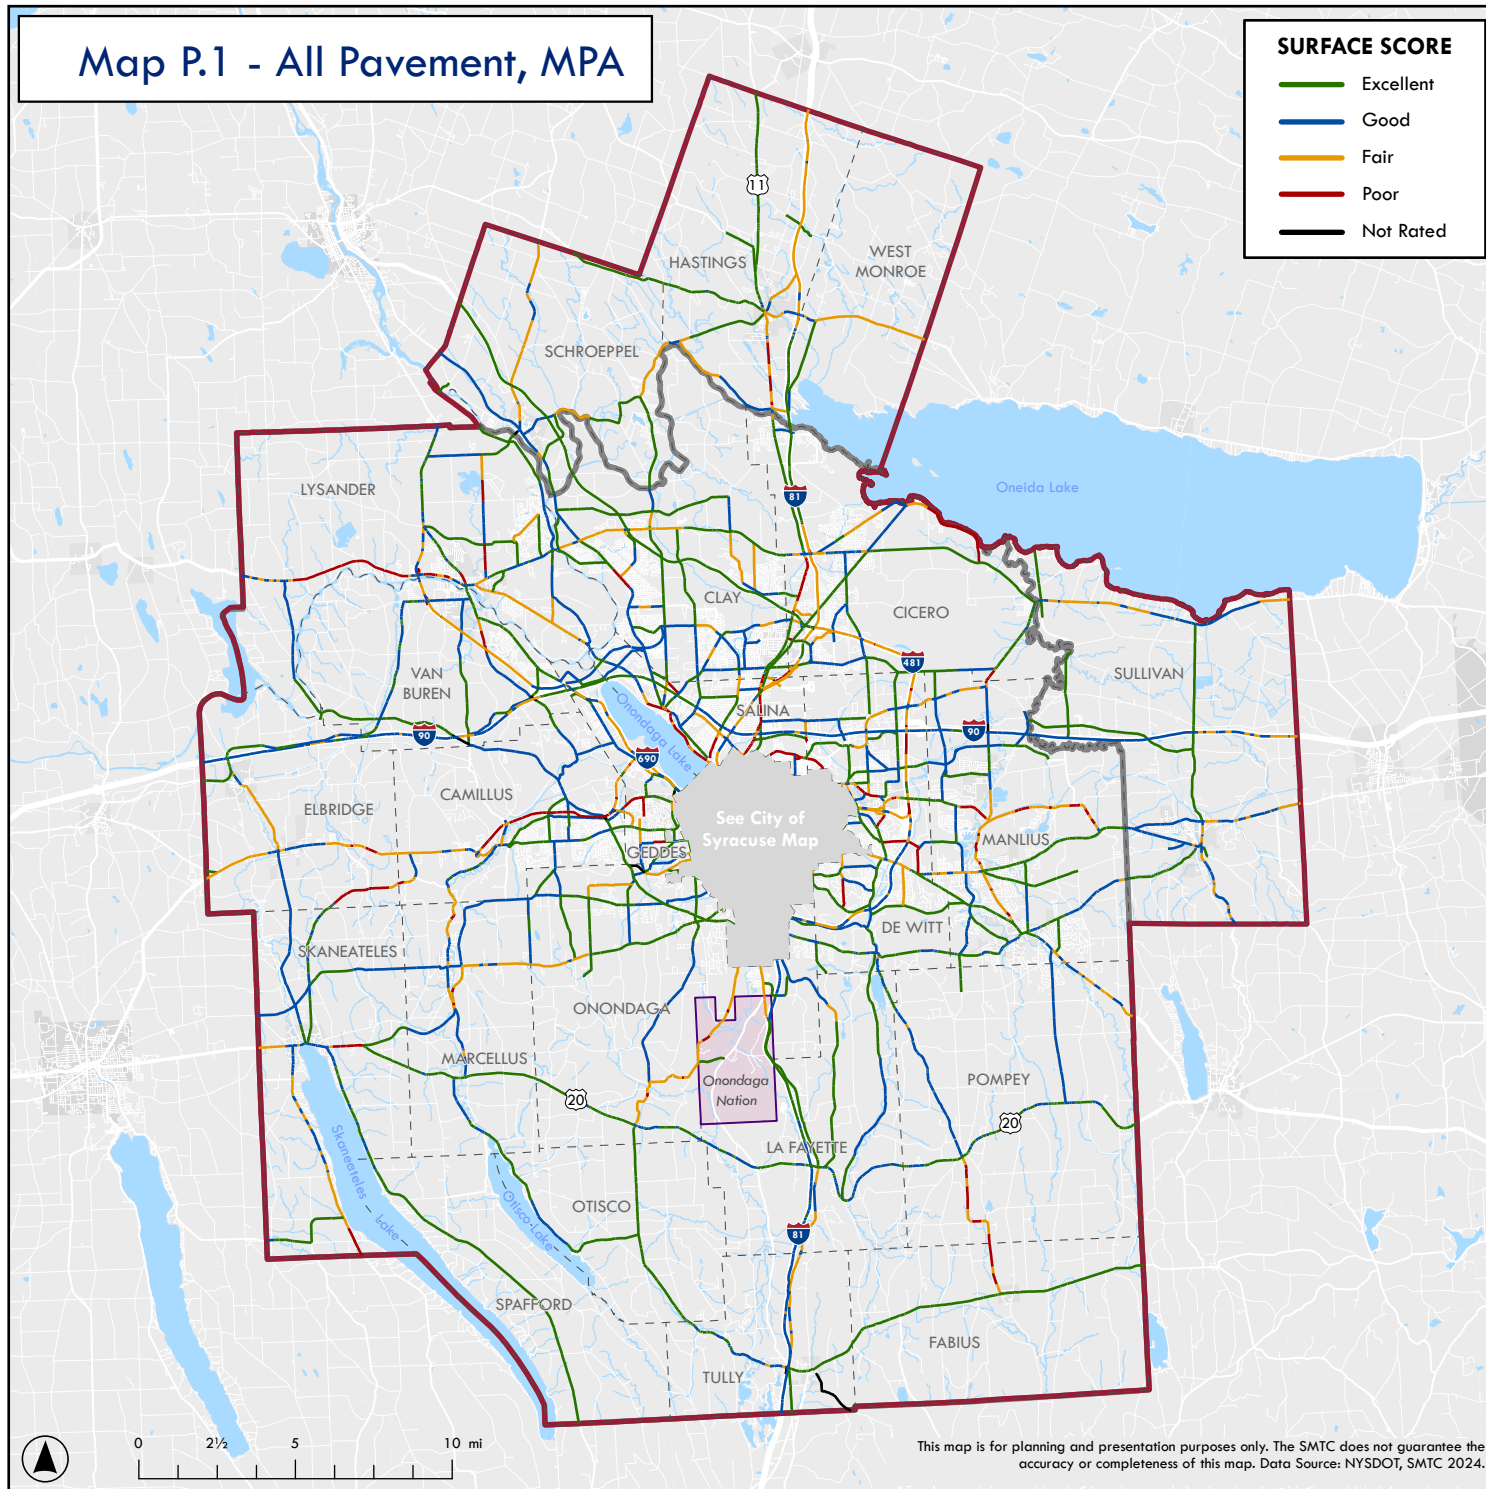 Map P.1 - All Pavement, MPA
SURFACE SCORE
Excellent
Good
Fair
Poor
Not Rated
11
HASTINGS
WEST
MONROE
SCHROEPPEL
LYSANDER
81
Oneida Lake
CLAY
CICERO
VAN
BUREN
481
SULLIVAN
Onondaga Lake
SALINA
90
90
690
ELBRIDGE
CAMILLUS
See City of
Syracuse Map
GEDDES
MANLIUS
SKANEATELES
DE WITT
ONONDAGA
MARCELLUS
Onondaga
Nation
POMPEY
20
20
Skaneateles
Lake
LA FAYETTE
Otisco Lake
OTISCO
81
SPAFFORD
FABIUS
TULLY
0 2½ 5 10 mi
This map is for planning and presentation purposes only. The SMTC does not guarantee the
accuracy or completeness of this map. Data Source: NYSDOT, SMTC 2024.